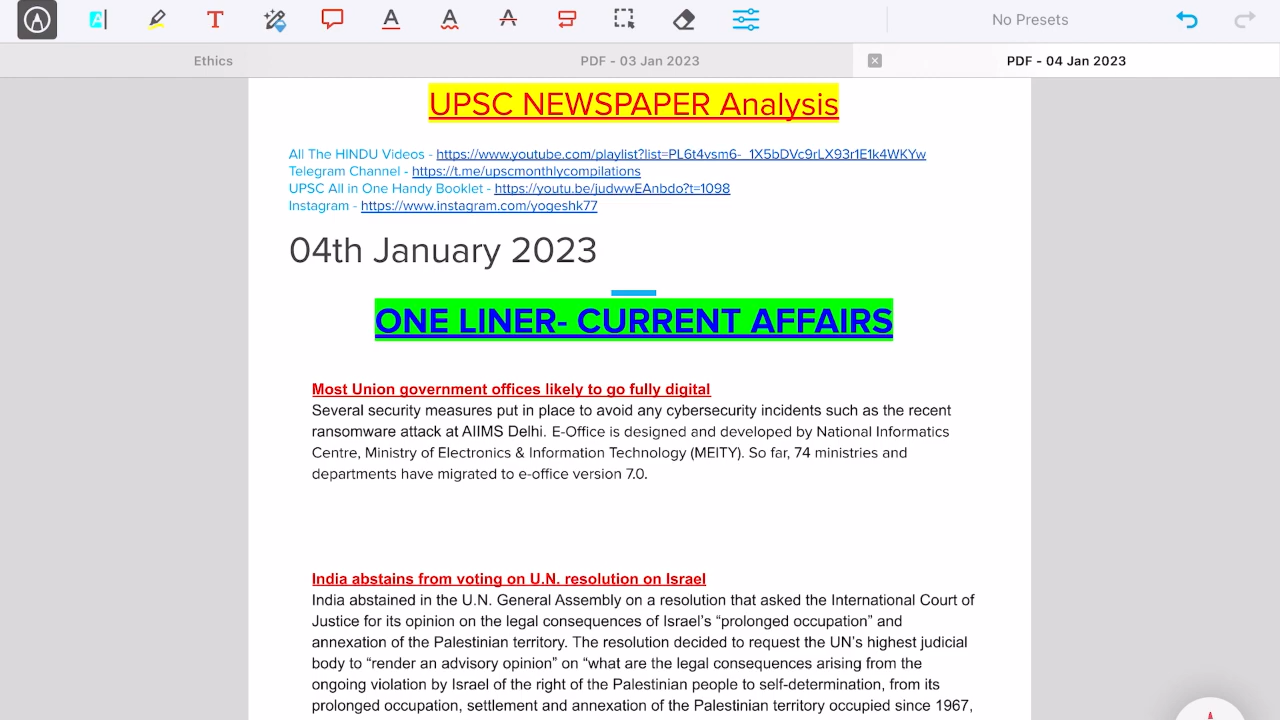 T
A
A
A
No Presets
Ethics
PDF - 03 Jan 2023
PDF - 04 Jan 2023
UPSC NEWSPAPER Analysis
All The HINDU Videos - https://www.youtube.com/playlist?list=PL6t4vsm6-_1X5bDVc9rLX93r1E1k4WKYw
Telegram Channel - https://t.me/upscmonthlycompilations
UPSC All in One Handy Booklet - https://youtu.be/judwwEAnbdo?t=1098
Instagram - https://www.instagram.com/yogeshk77
04th January 2023
ONE LINER- CURRENT AFFAIRS
Most Union government offices likely to go fully digital
Several security measures put in place to avoid any cybersecurity incidents such as the recent
ransomware attack at AIIMS Delhi. E-Office is designed and developed by National Informatics
Centre, Ministry of Electronics & Information Technology (MEITY). So far, 74 ministries and
departments have migrated to e-office version 7.0.
India abstains from voting on U.N. resolution on Israel
India abstained in the U.N. General Assembly on a resolution that asked the International Court of
Justice for its opinion on the legal consequences of Israel's “prolonged occupation” and
annexation of the Palestinian territory. The resolution decided to request the UN's highest judicial
body to “render an advisory opinion” on “what are the legal consequences arising from the
ongoing violation by Israel of the right of the Palestinian people to self-determination, from its
prolonged occupation, settlement and annexation of the Palestinian territory occupied since 1967,